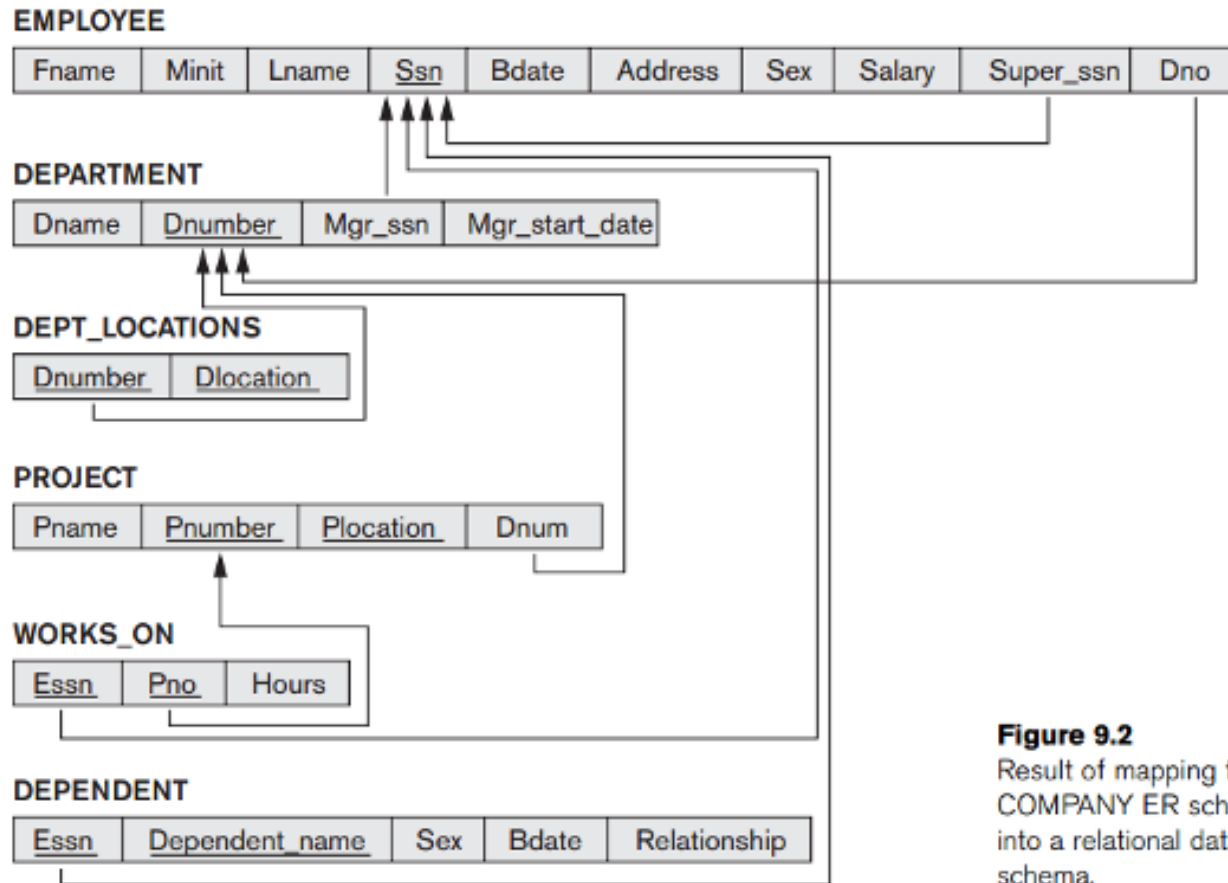 EMPLOYEE
Fname Minit Lname Ssn Bdate Address Sex Salary Super_ssn Dno
DEPARTMENT
Dname Dnumber Mgr_ssn Mgr_start_date
DEPT_LOCATIONS
Dnumber Dlocation
PROJECT
Pname Pnumber Plocation Dnum
WORKS_ON
Essn Pno Hours
DEPENDENT
Essn Dependent_name Sex Bdate Relationship
Figure 9.2
Result of mapping
COMPANY ER sch
into a relational dat
schema.